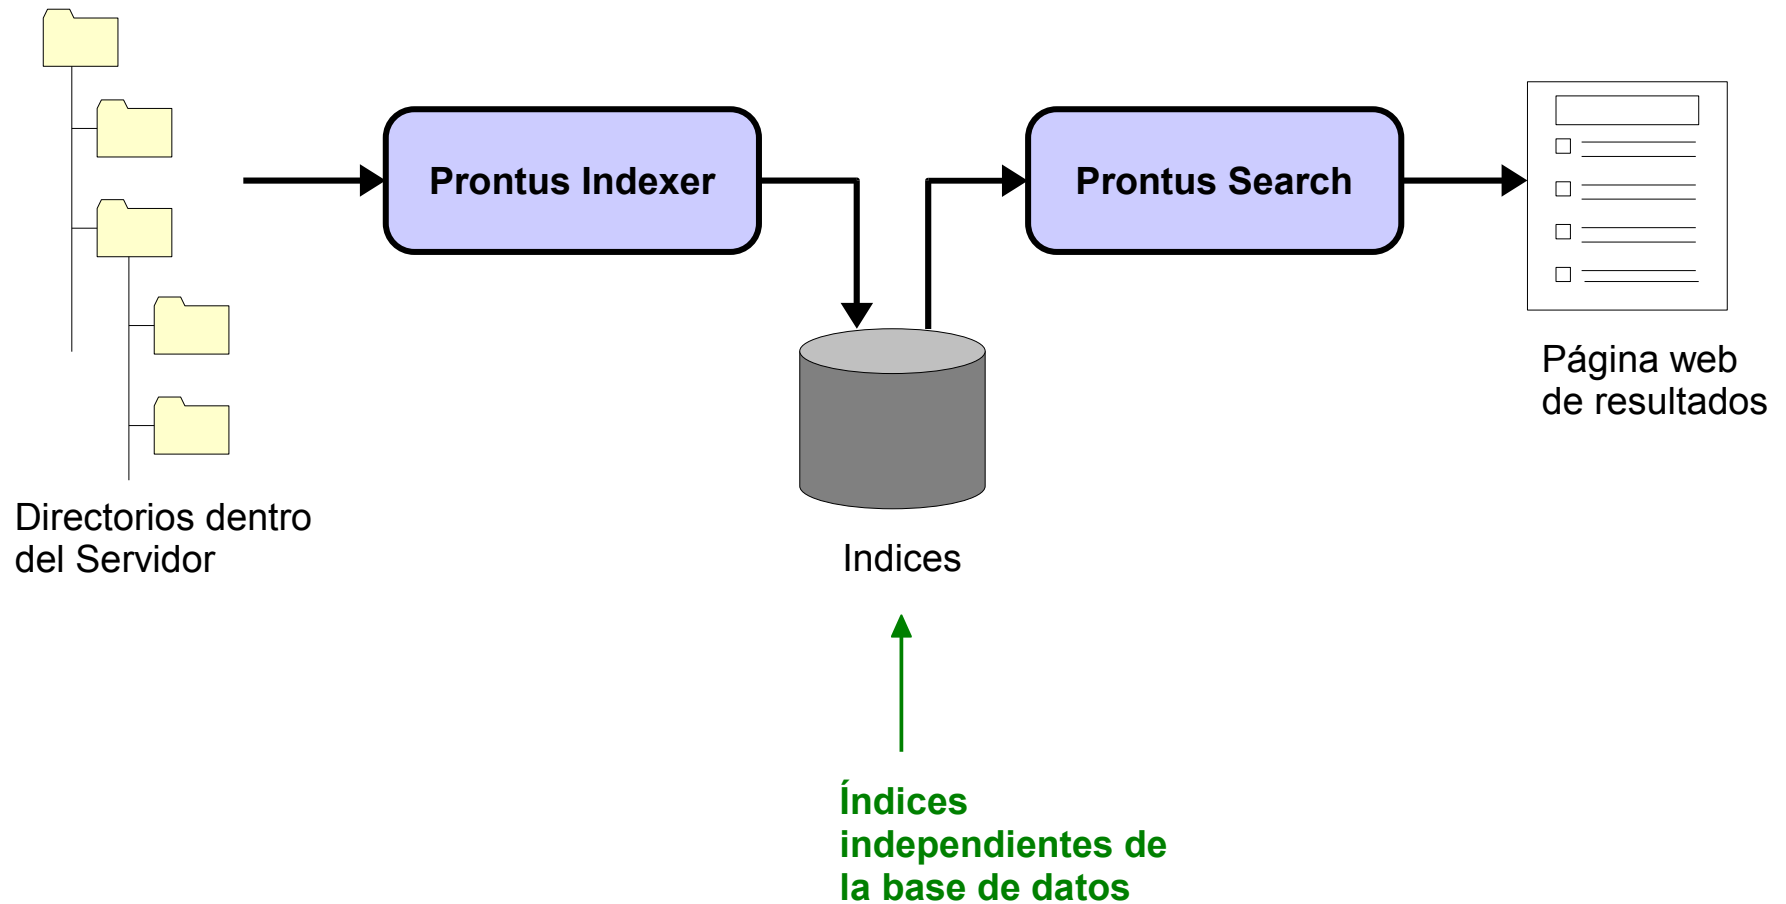 Prontus Indexer
Prontus Search
Página web
de resultados
Directorios dentro
del Servidor
Indices
Índices
independientes de
la base de datos